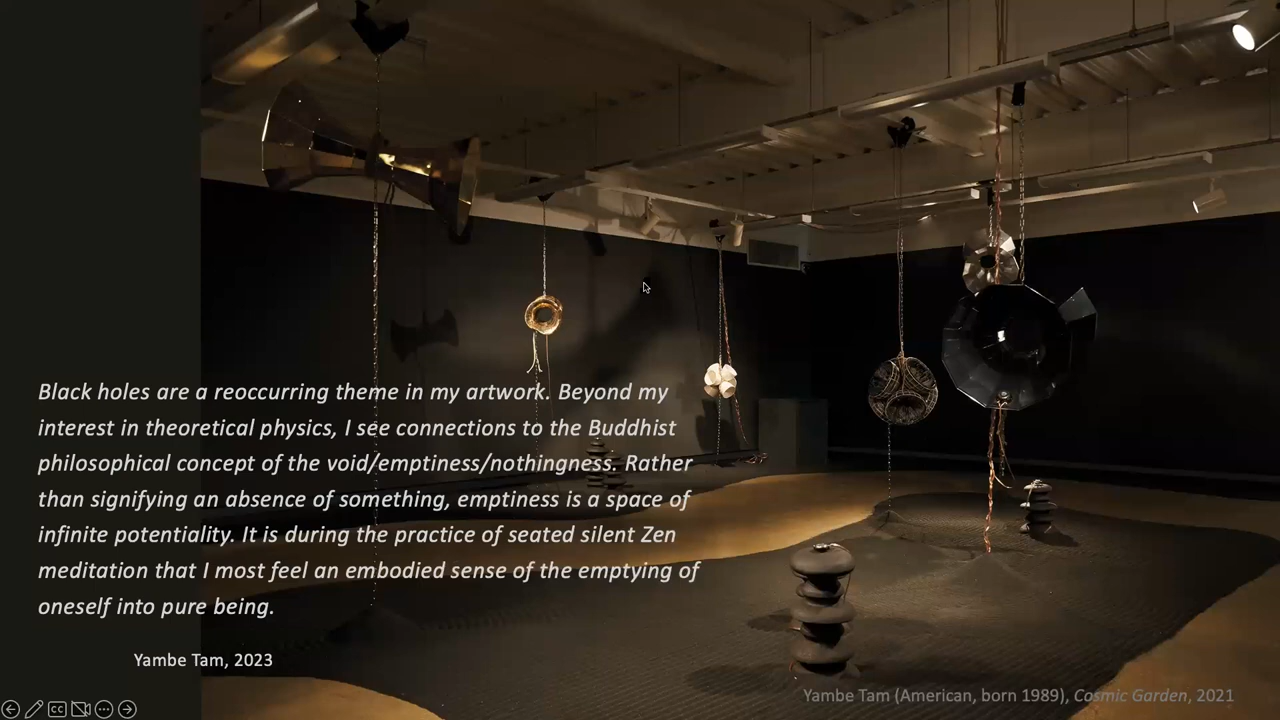 Black holes are a reoccurring theme in my artwork. Beyond my
interest in theoretical physics, I see connections to the Buddhist
philosophical concept of the void/emptiness/nothingness. Rather
than signifying an absence of something, emptiness is a space of
infinite potentiality. It is during the practice of seated silent Zen
meditation that I most feel an embodied sense of the emptying of
oneself into pure being.
Yambe Tam, 2023
Yambe Tam (American, born 1989), Cosmic Garden, 2021
CC